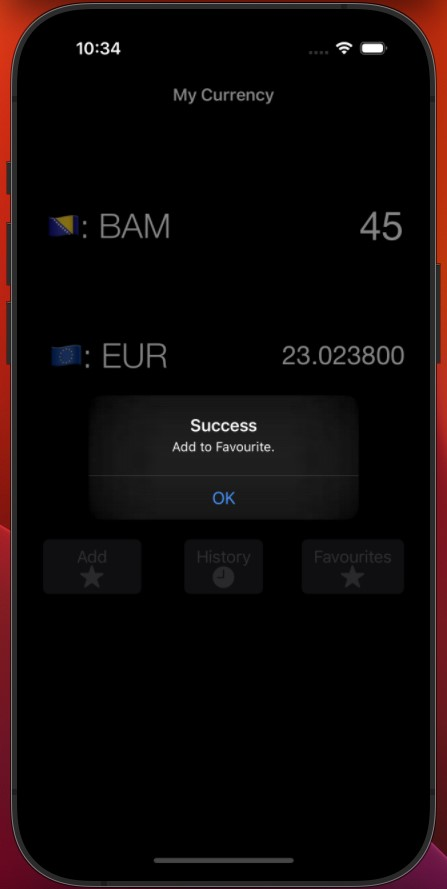 10:34
My Currency
🇧🇦: BAM
45
🇪🇺: EUR
23.023800
Success
Add to Favourite.
OK
Add
History
Favourites